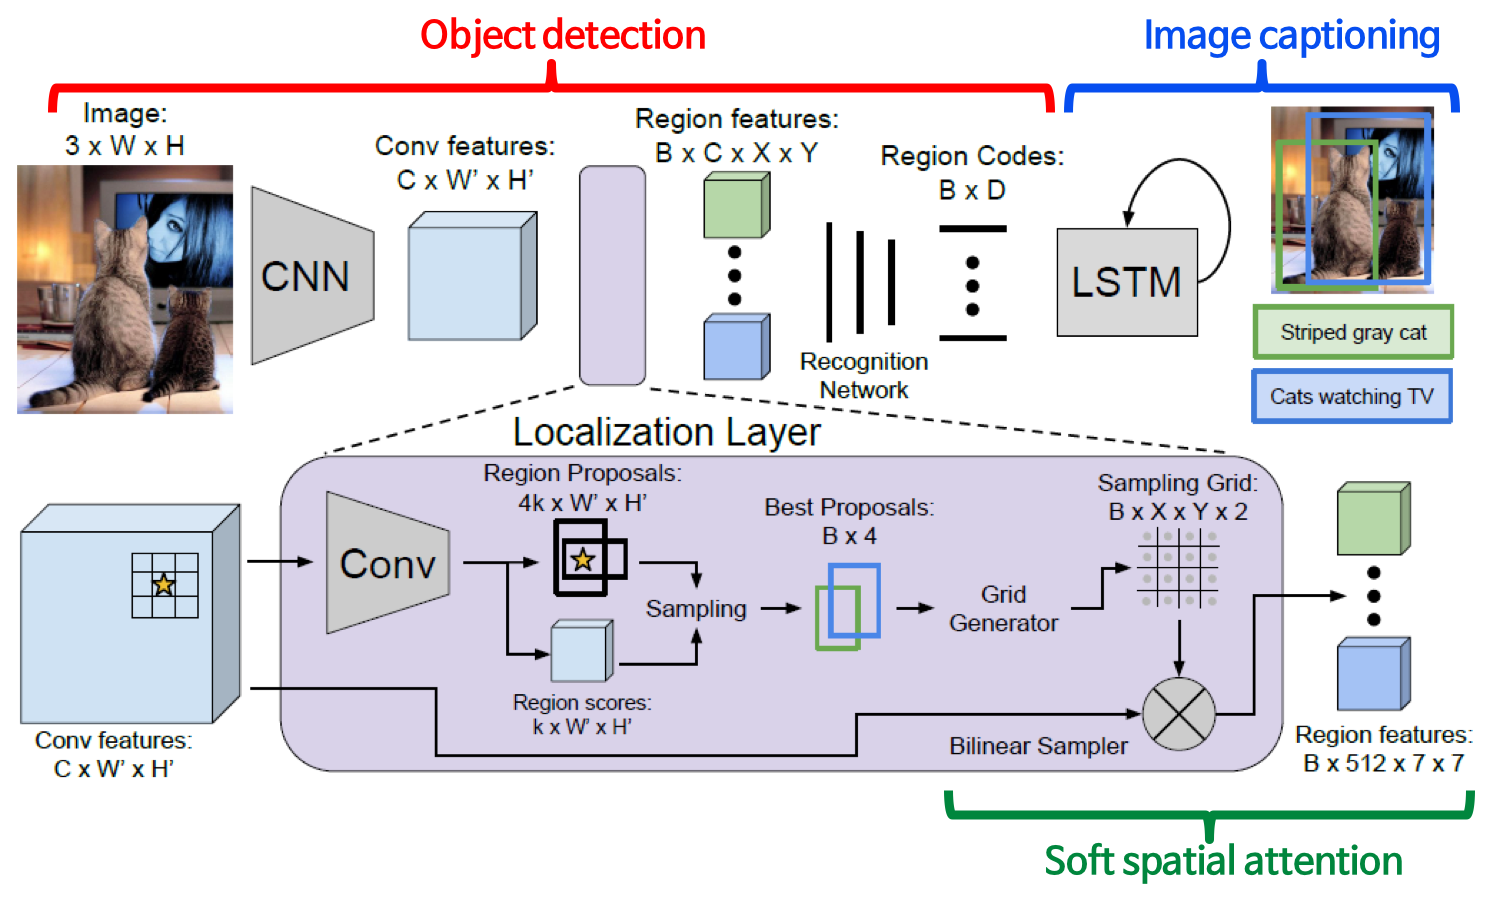 Object detection
Image captioning
Image:
3 x W x H
Conv features:
C x W’ x H’
Region features:
B x C x X x Y
Region Codes:
B x D
CNN
LSTM
Recognition
Network
Striped gray cat
Cats watching TV
Localization Layer
Region Proposals:
4k x W’ x H’
Conv
Sampling
Region scores:
k x W’ x H’
Best Proposals:
B x 4
Grid
Generator
Sampling Grid:
B x X x Y x 2
Bilinear Sampler
Conv features:
C x W’ x H’
Region features:
B x 512 x 7 x 7
Soft spatial attention